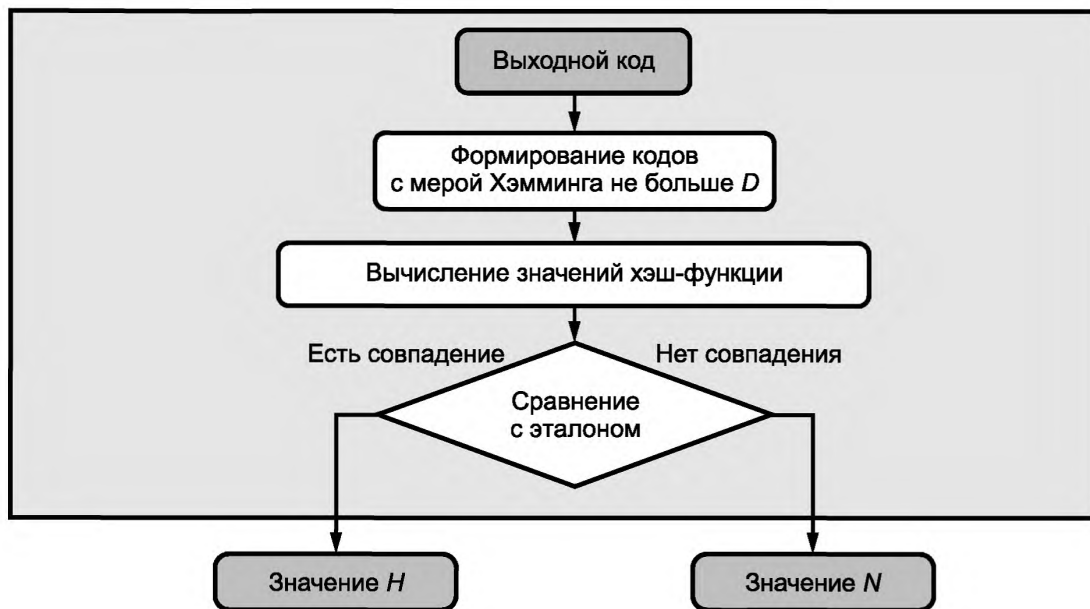 Выходной код
Формирование кодов
с мерой Хэмминга не больше D
Вычисление значений хэш-функции
Есть совпадение
Нет совпадения
Сравнение
с эталоном
Значение H
Значение N